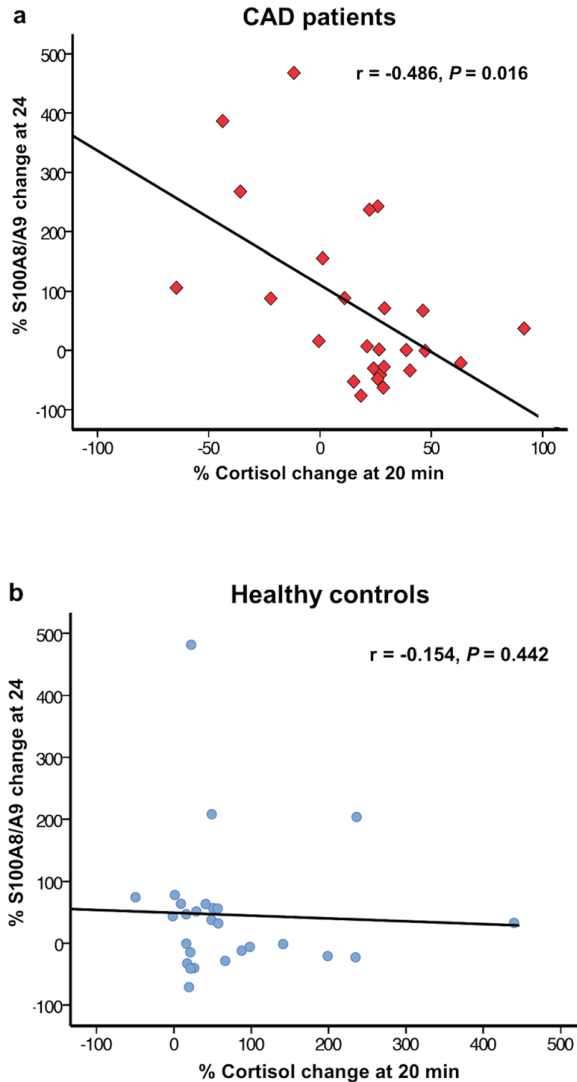 a
CAD patients
r = -0.486, P = 0.016
% S100A8/A9 change at 24
500
400
300
200
100
0
-100
-100 -50 0 50 100
% Cortisol change at 20 min
b
Healthy controls
r = -0.154, P = 0.442
% S100A8/A9 change at 24
500
400
300
200
100
0
-100
-100 0 100 200 300 400 500
% Cortisol change at 20 min